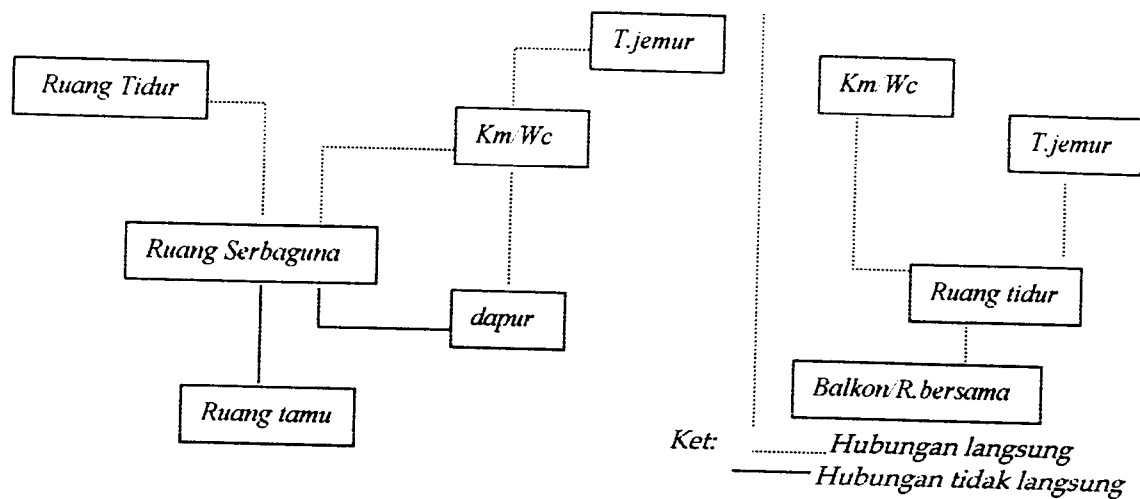 T.jemur
Ruang Tidur
Km/Wc
Ruang Serbaguna
dapur
Ruang tamu
Km/Wc
T.jemur
Ruang tidur
Balkon/R.bersama
Ket: ............ Hubungan langsung
Hubungan tidak langsung